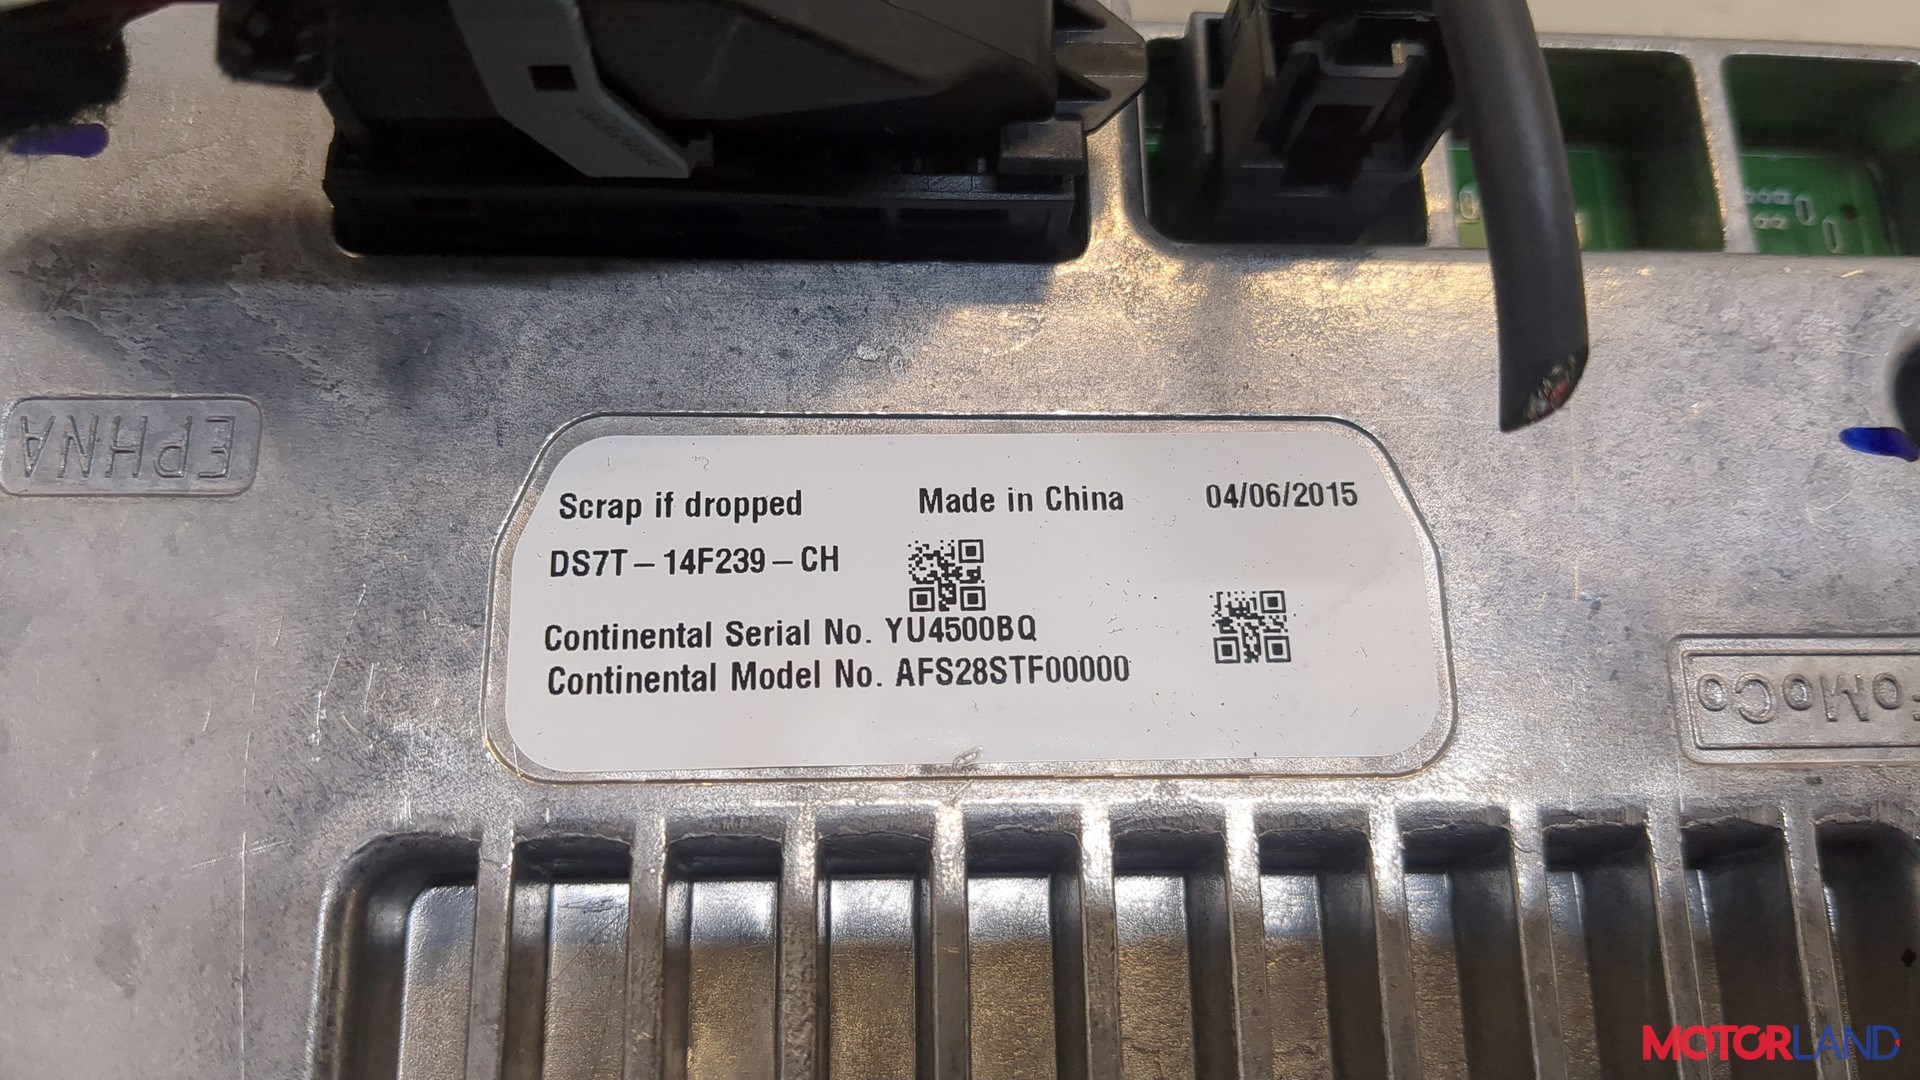 Scrap if dropped Made in China 04/06/2015
DS7T-14F239-CH
Continental Serial No. YU4500BQ
Continental Model No. AFS28STF00000
EPHNA
FoMoCo
MOTORLAND